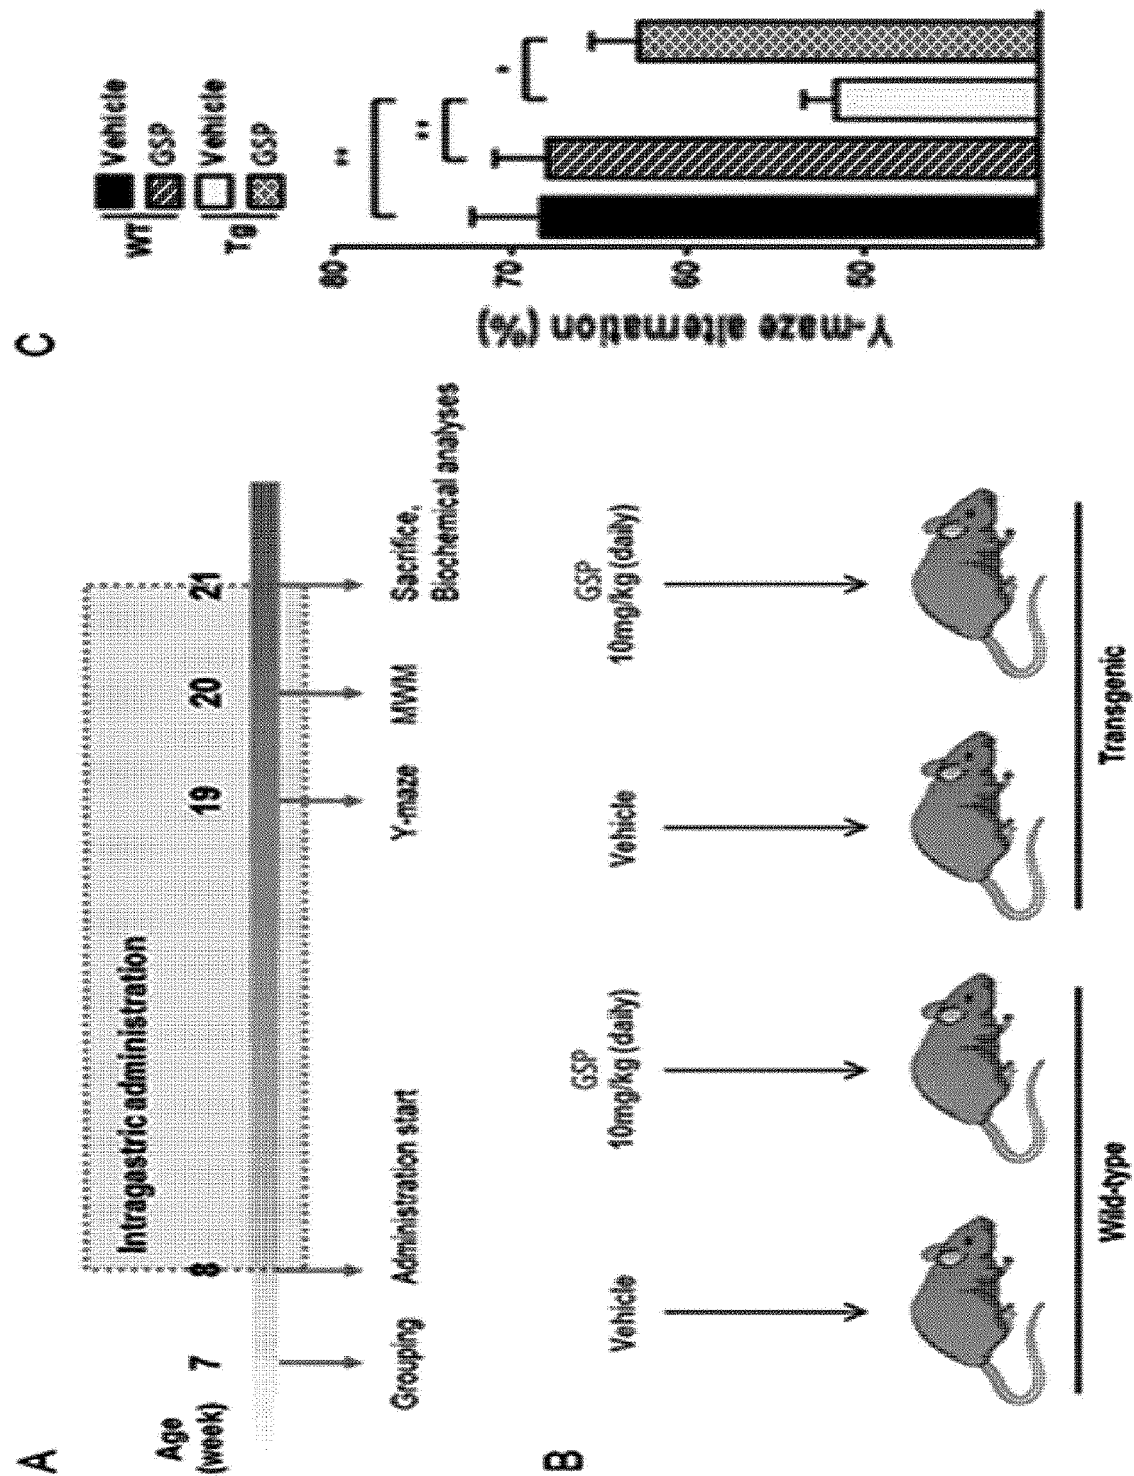 A
Age
(week)
7
8
19
20
21
Intragastric administration
Grouping
Administration start
Y-maze
MWM
Sacrifice,
Biochemical analyses
B
Vehicle
GSP
10mg/kg (daily)
Vehicle
GSP
10mg/kg (daily)
Wild-type
Transgenic
C
WT
Vehicle
GSP
Tg
Vehicle
GSP
Y-maze alternation (%)
80
70
60
50
**
**
*